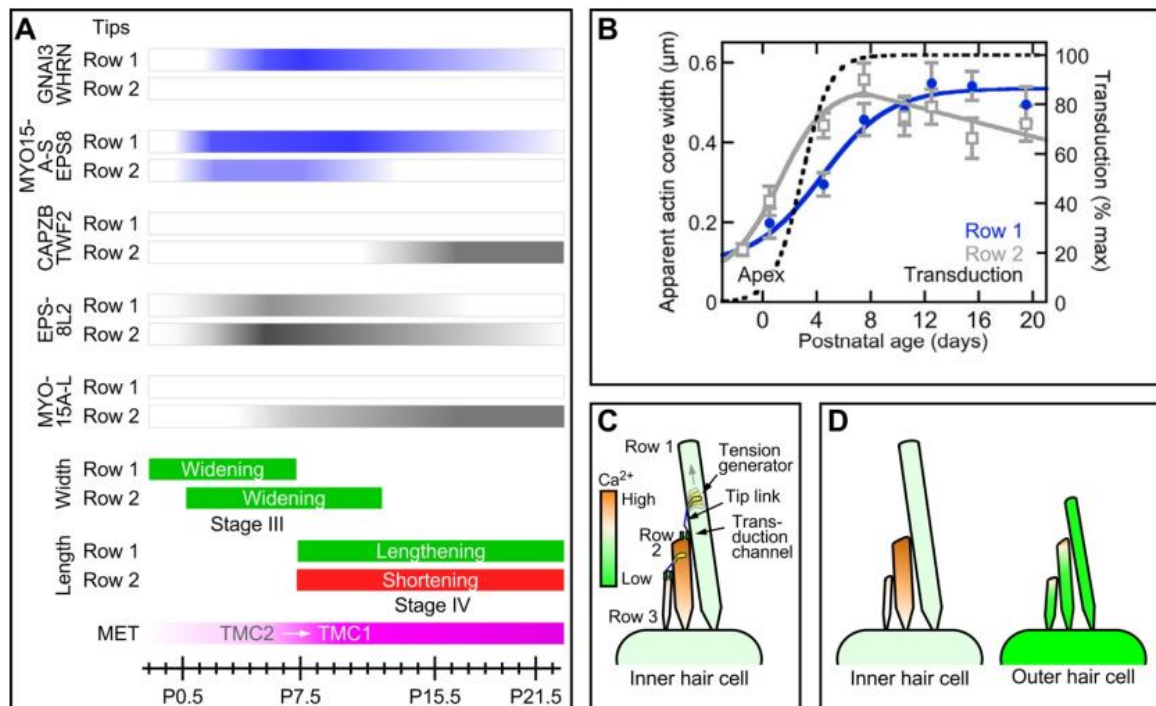 A
Tips
GNAI3
WHRN
Row 1
Row 2
MYO15-
A-S
EPS8
Row 1
Row 2
CAPZB
TWF2
Row 1
Row 2
EPS-
8L2
Row 1
Row 2
MYO-
15A-L
Row 1
Row 2
Width
Row 1
Widening
Row 2
Widening
Stage III
Length
Row 1
Lengthening
Row 2
Shortening
Stage IV
MET
TMC2 → TMC1
P0.5 P7.5 P15.5 P21.5
B
Apparent actin core width (µm)
0.6
0.4
0.2
0
Transduction (% max)
100
80
60
40
20
0
Row 1
Row 2
Apex
Transduction
0 4 8 12 16 20
Postnatal age (days)
C
Row 1
Tension
generator
Ca2+
High
Low
Tip link
Row
2
Trans-
duction
channel
Row 3
Inner hair cell
D
Inner hair cell
Outer hair cell